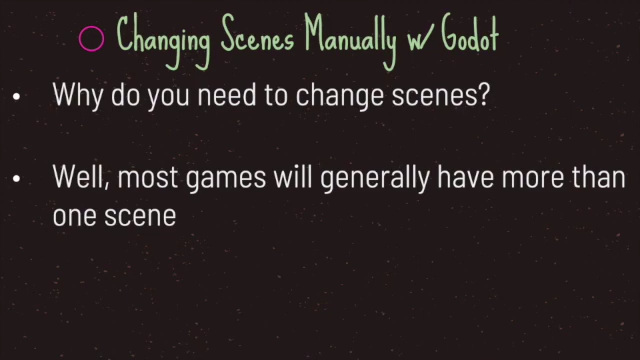 Changing Scenes Manually w/ Godot
• Why do you need to change scenes?
• Well, most games will generally have more than
one scene